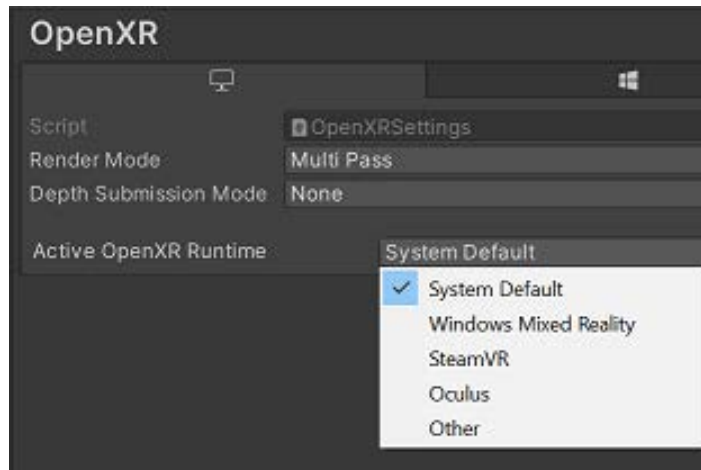 OpenXR
Script OpenXRSettings
Render Mode Multi Pass
Depth Submission Mode None
Active OpenXR Runtime System Default
System Default
Windows Mixed Reality
SteamVR
Oculus
Other